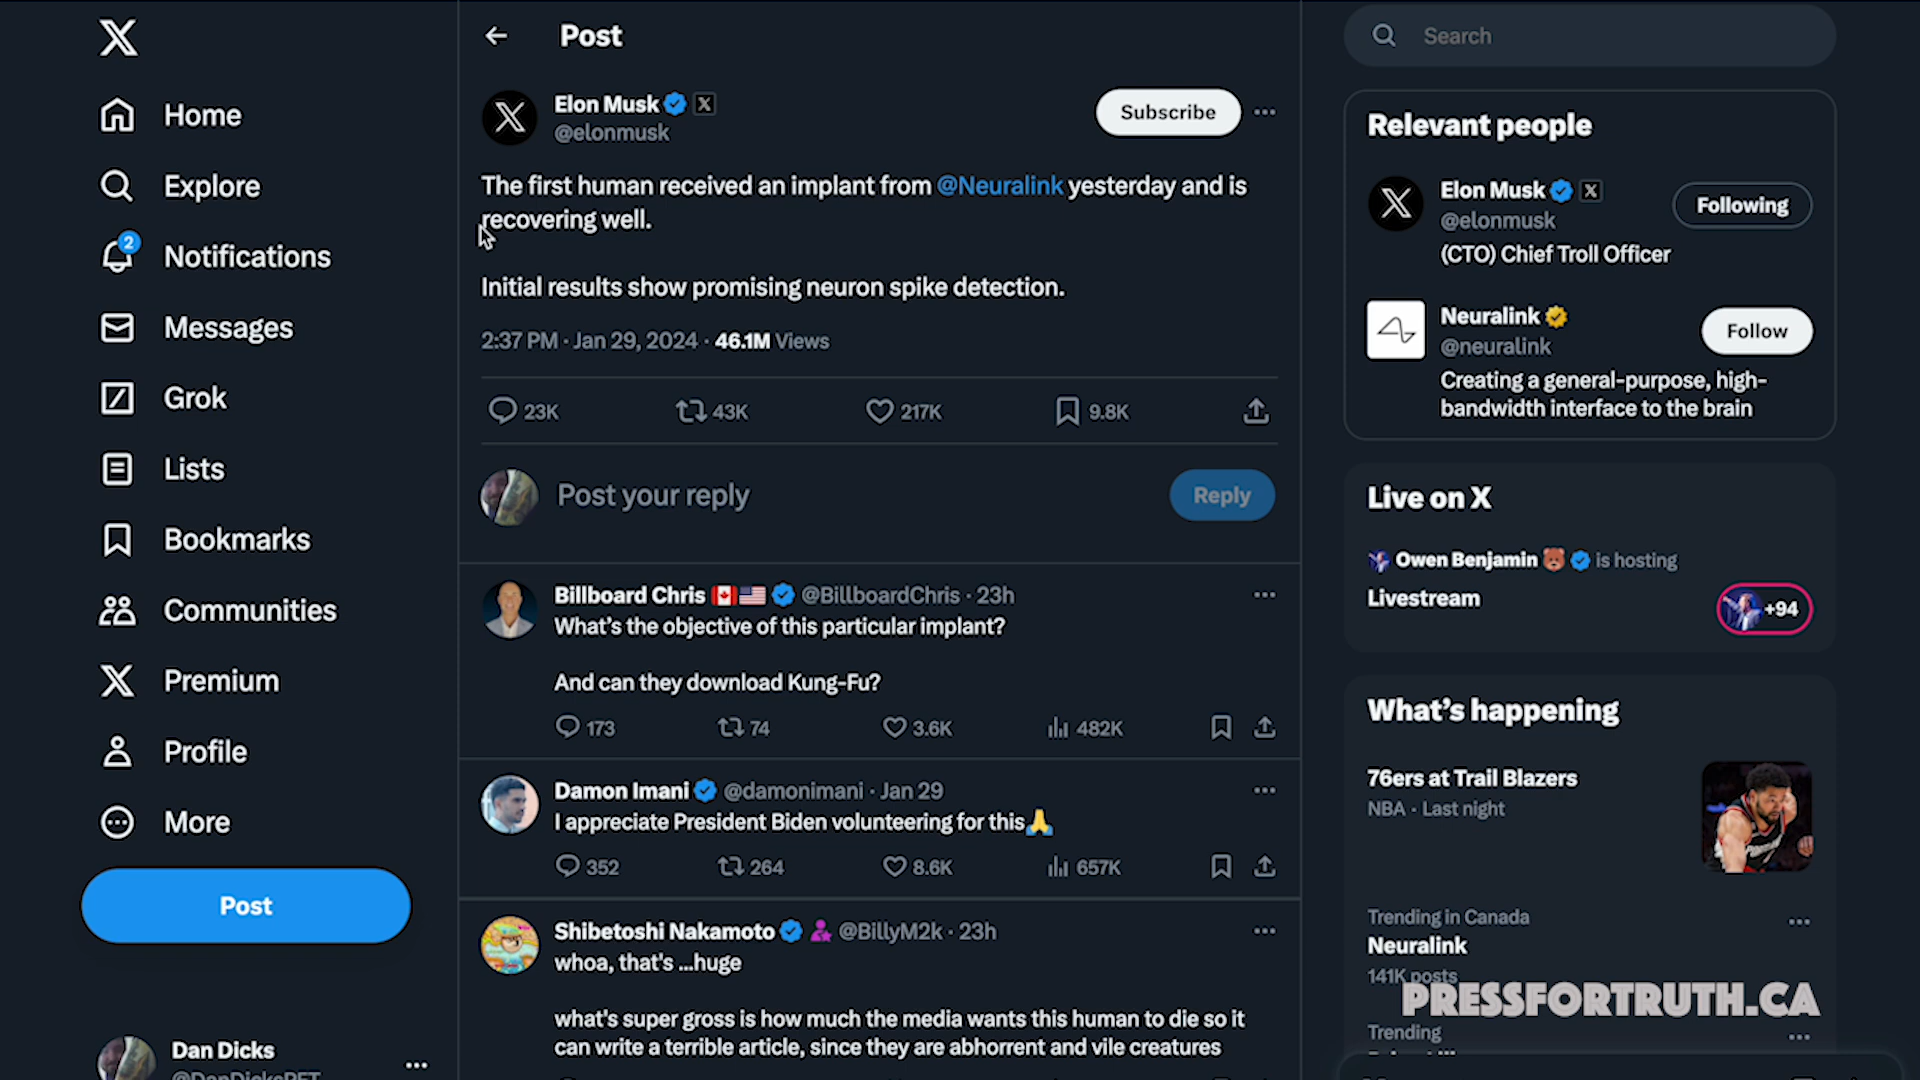 Home
Explore
2
Notifications
Messages
Grok
Lists
Bookmarks
Communities
Premium
Profile
More
Post
Dan Dicks
Post
Elon Musk
@elonmusk
Subscribe
The first human received an implant from @Neuralink yesterday and is
recovering well.
Initial results show promising neuron spike detection.
2:37 PM · Jan 29, 2024 · 46.1M Views
23K 43K 217K 9.8K
Post your reply
Reply
Billboard Chris @BillboardChris · 23h
What's the objective of this particular implant?
And can they download Kung-Fu?
173 74 3.6K 482K
Damon Imani @damonimani · Jan 29
I appreciate President Biden volunteering for this
352 264 8.6K 657K
Shibetoshi Nakamoto @BillyM2k · 23h
whoa, that's ...huge
what's super gross is how much the media wants this human to die so it
can write a terrible article, since they are abhorrent and vile creatures
Search
Relevant people
Elon Musk
@elonmusk
Following
(CTO) Chief Troll Officer
Neuralink
@neuralink
Follow
Creating a general-purpose, high-
bandwidth interface to the brain
Live on X
Owen Benjamin is hosting
Livestream
+94
What's happening
76ers at Trail Blazers
NBA · Last night
Trending in Canada
Neuralink
141K posts
PRESSFORTRUTH.CA
Trending